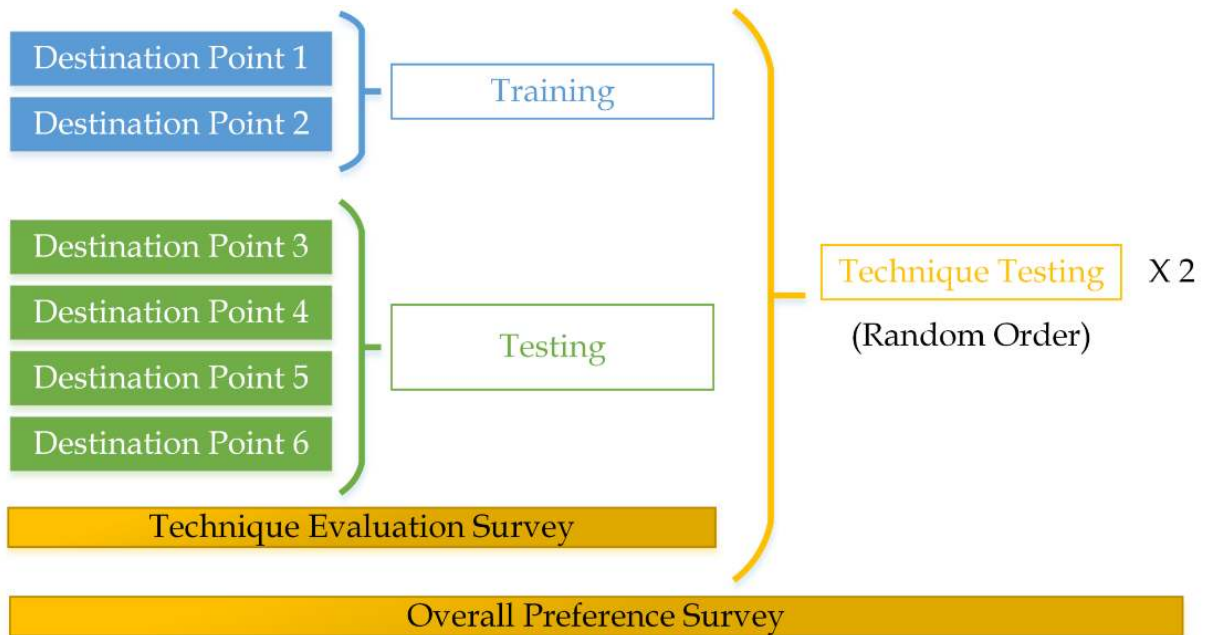 Destination Point 1
Destination Point 2
Training
Destination Point 3
Destination Point 4
Destination Point 5
Destination Point 6
Testing
Technique Evaluation Survey
Technique Testing X 2
(Random Order)
Overall Preference Survey